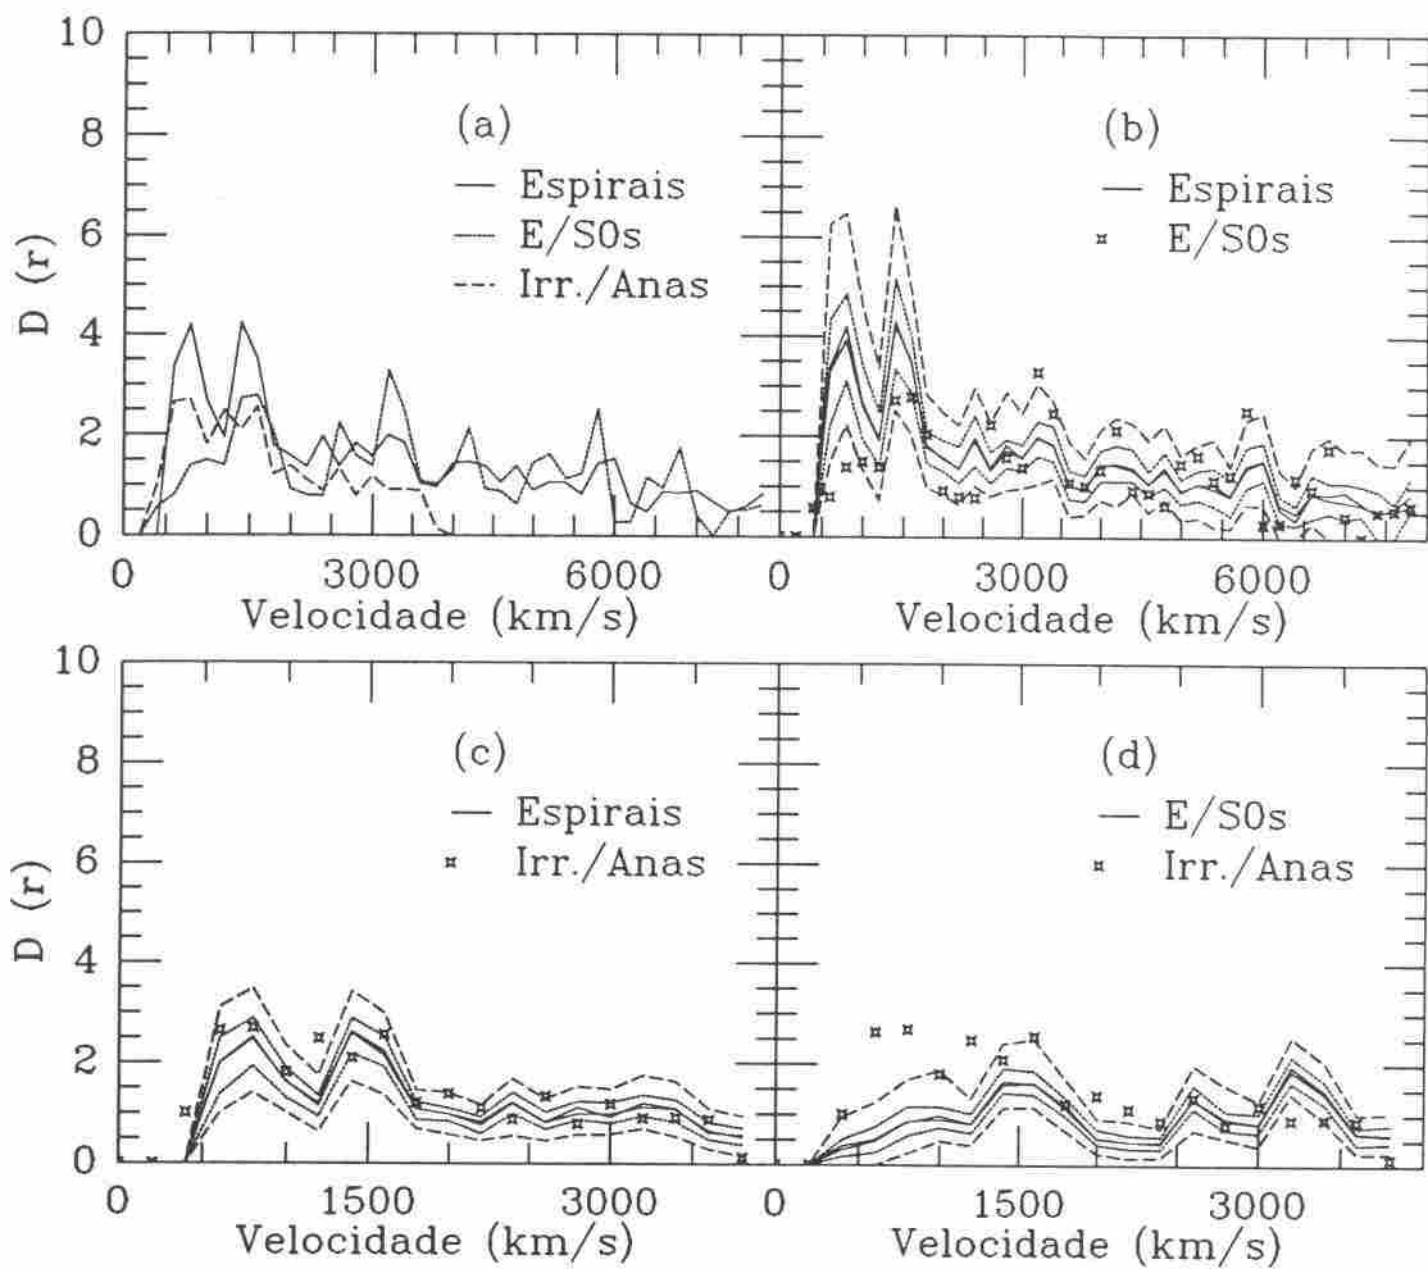 10
8
6
4
2
0
D (r)
(a)
Espirais
E/S0s
Irr./Anas
0 3000 6000
Velocidade (km/s)
(b)
Espirais
E/S0s
0 3000 6000
Velocidade (km/s)
10
8
6
4
2
0
D (r)
(c)
Espirais
Irr./Anas
0 1500 3000
Velocidade (km/s)
(d)
E/S0s
Irr./Anas
0 1500 3000
Velocidade (km/s)